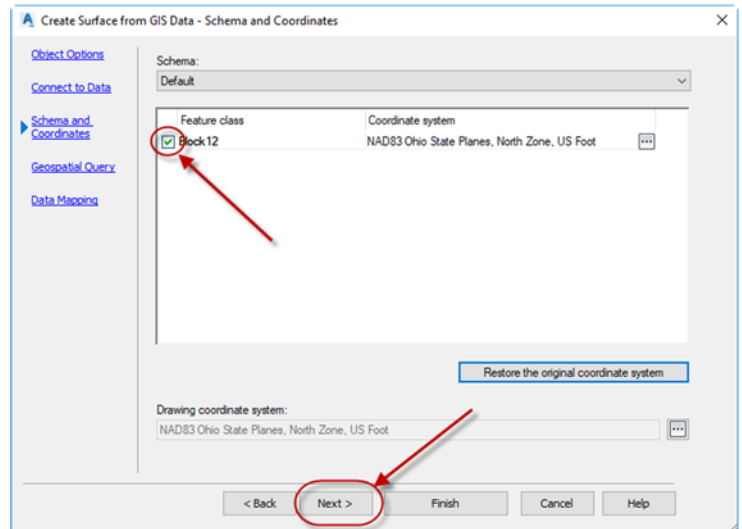 Create Surface from GIS Data - Schema and Coordinates
Object Options
Connect to Data
Schema and
Coordinates
Geospatial Query
Data Mapping
Schema:
Default
Feature class Coordinate system
Block12 NAD83 Ohio State Planes, North Zone, US Foot ...
Restore the original coordinate system
Drawing coordinate system:
NAD83 Ohio State Planes, North Zone, US Foot ...
< Back Next > Finish Cancel Help